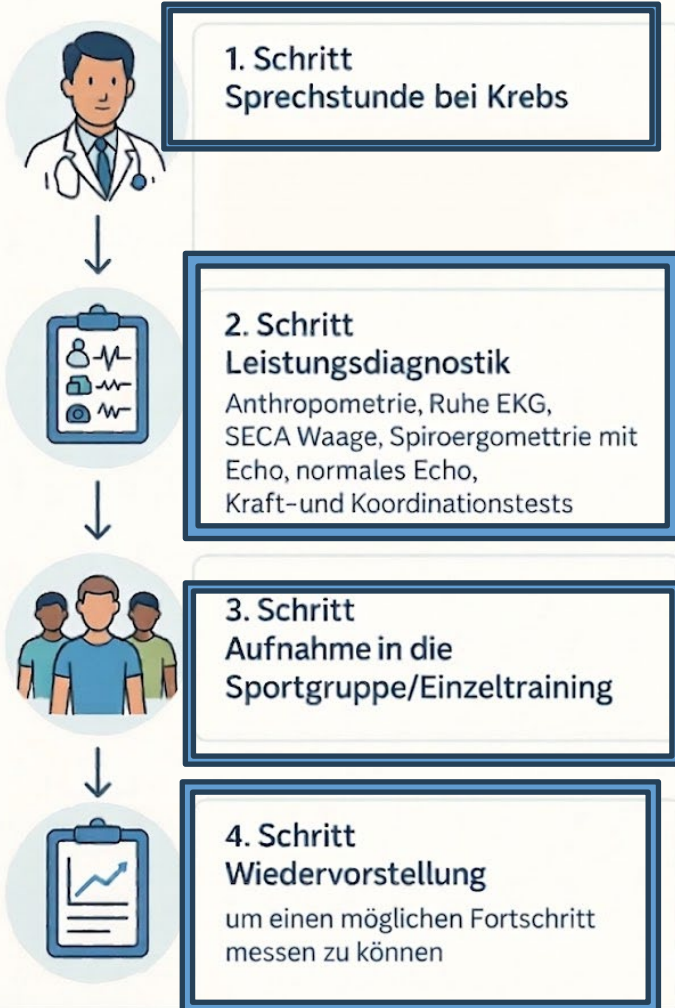 1. Schritt
Sprechstunde bei Krebs
2. Schritt
Leistungsdiagnostik
Anthropometrie, Ruhe EKG,
SECA Waage, Spiroergomettrie mit
Echo, normales Echo,
Kraft-und Koordinationstests
3. Schritt
Aufnahme in die
Sportgruppe/Einzeltraining
4. Schritt
Wiedervorstellung
um einen möglichen Fortschritt
messen zu können